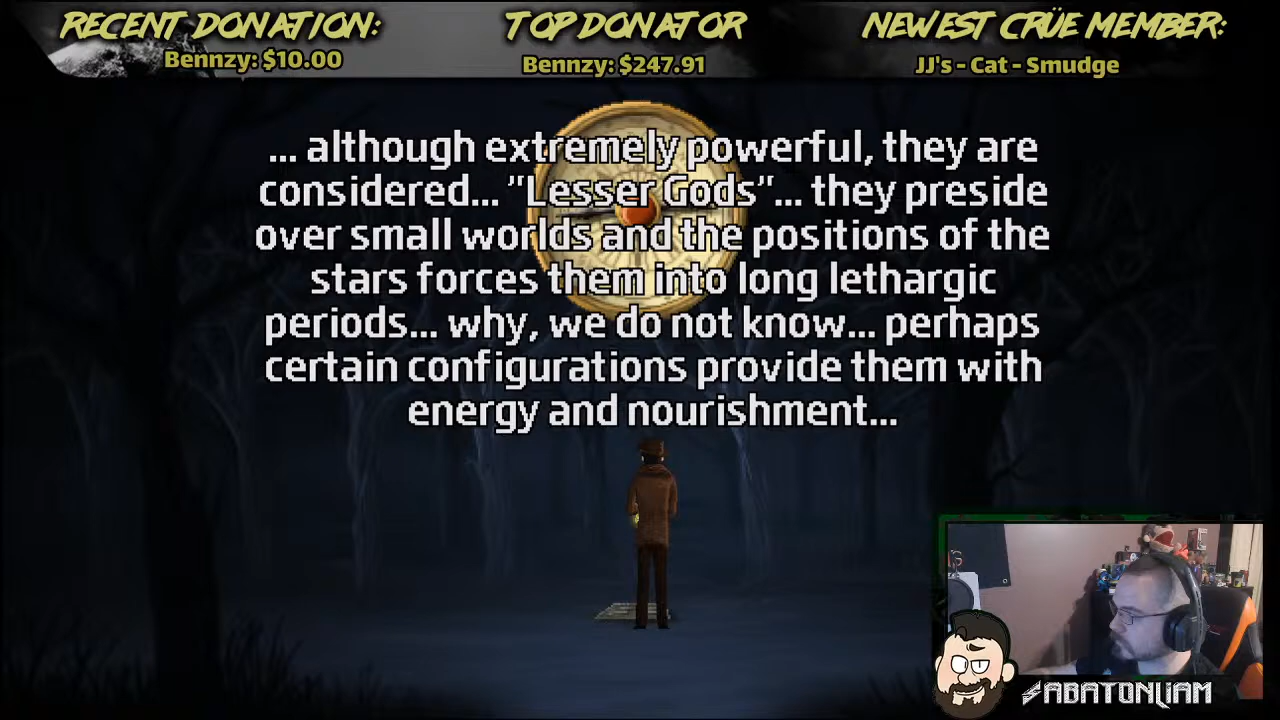 RECENT DONATION:
Bennzy: $10.00
TOP DONATOR
Bennzy: $247.91
NEWEST CRÜE MEMBER:
JJ's - Cat - Smudge
... although extremely powerful, they are
considered... "Lesser Gods"... they preside
over small worlds and the positions of the
stars forces them into long lethargic
periods... why, we do not know... perhaps
certain configurations provide them with
energy and nourishment...
SABATONLIAM